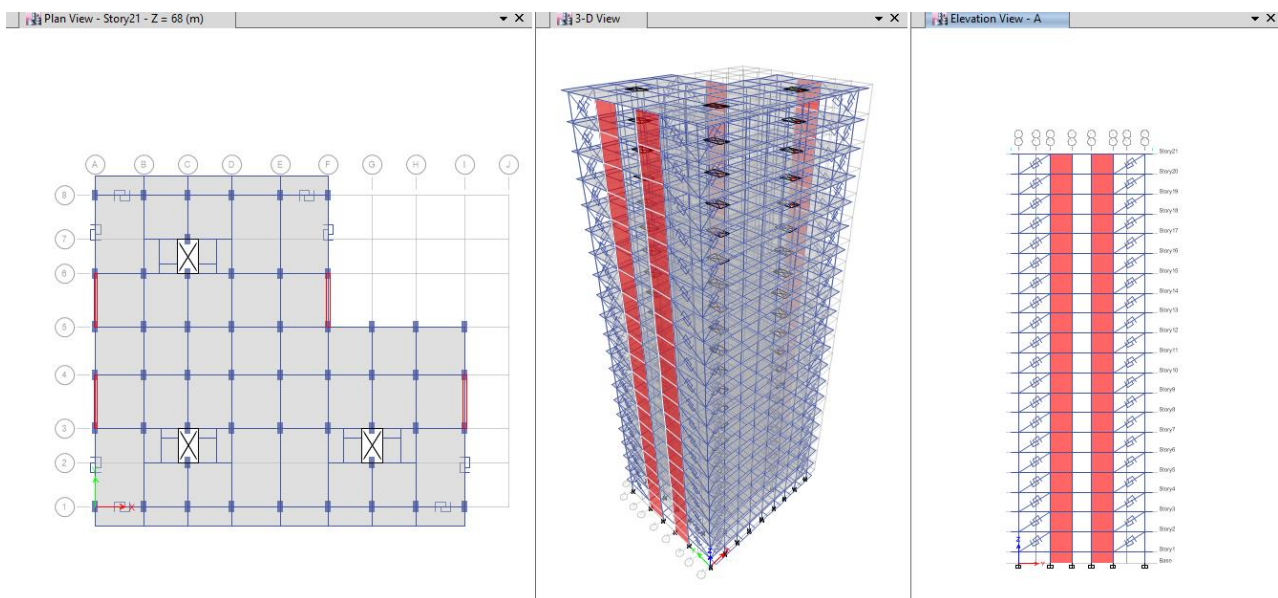 Plan View - Story21 - Z = 68 (m)
3-D View
Elevation View - A
A B C D E F G H I J
8
7
6
5
4
3
2
1
X
Story21
Story20
Story19
Story18
Story17
Story16
Story15
Story14
Story13
Story12
Story11
Story10
Story9
Story8
Story7
Story6
Story5
Story4
Story3
Story2
Story1
Base
Z
Y